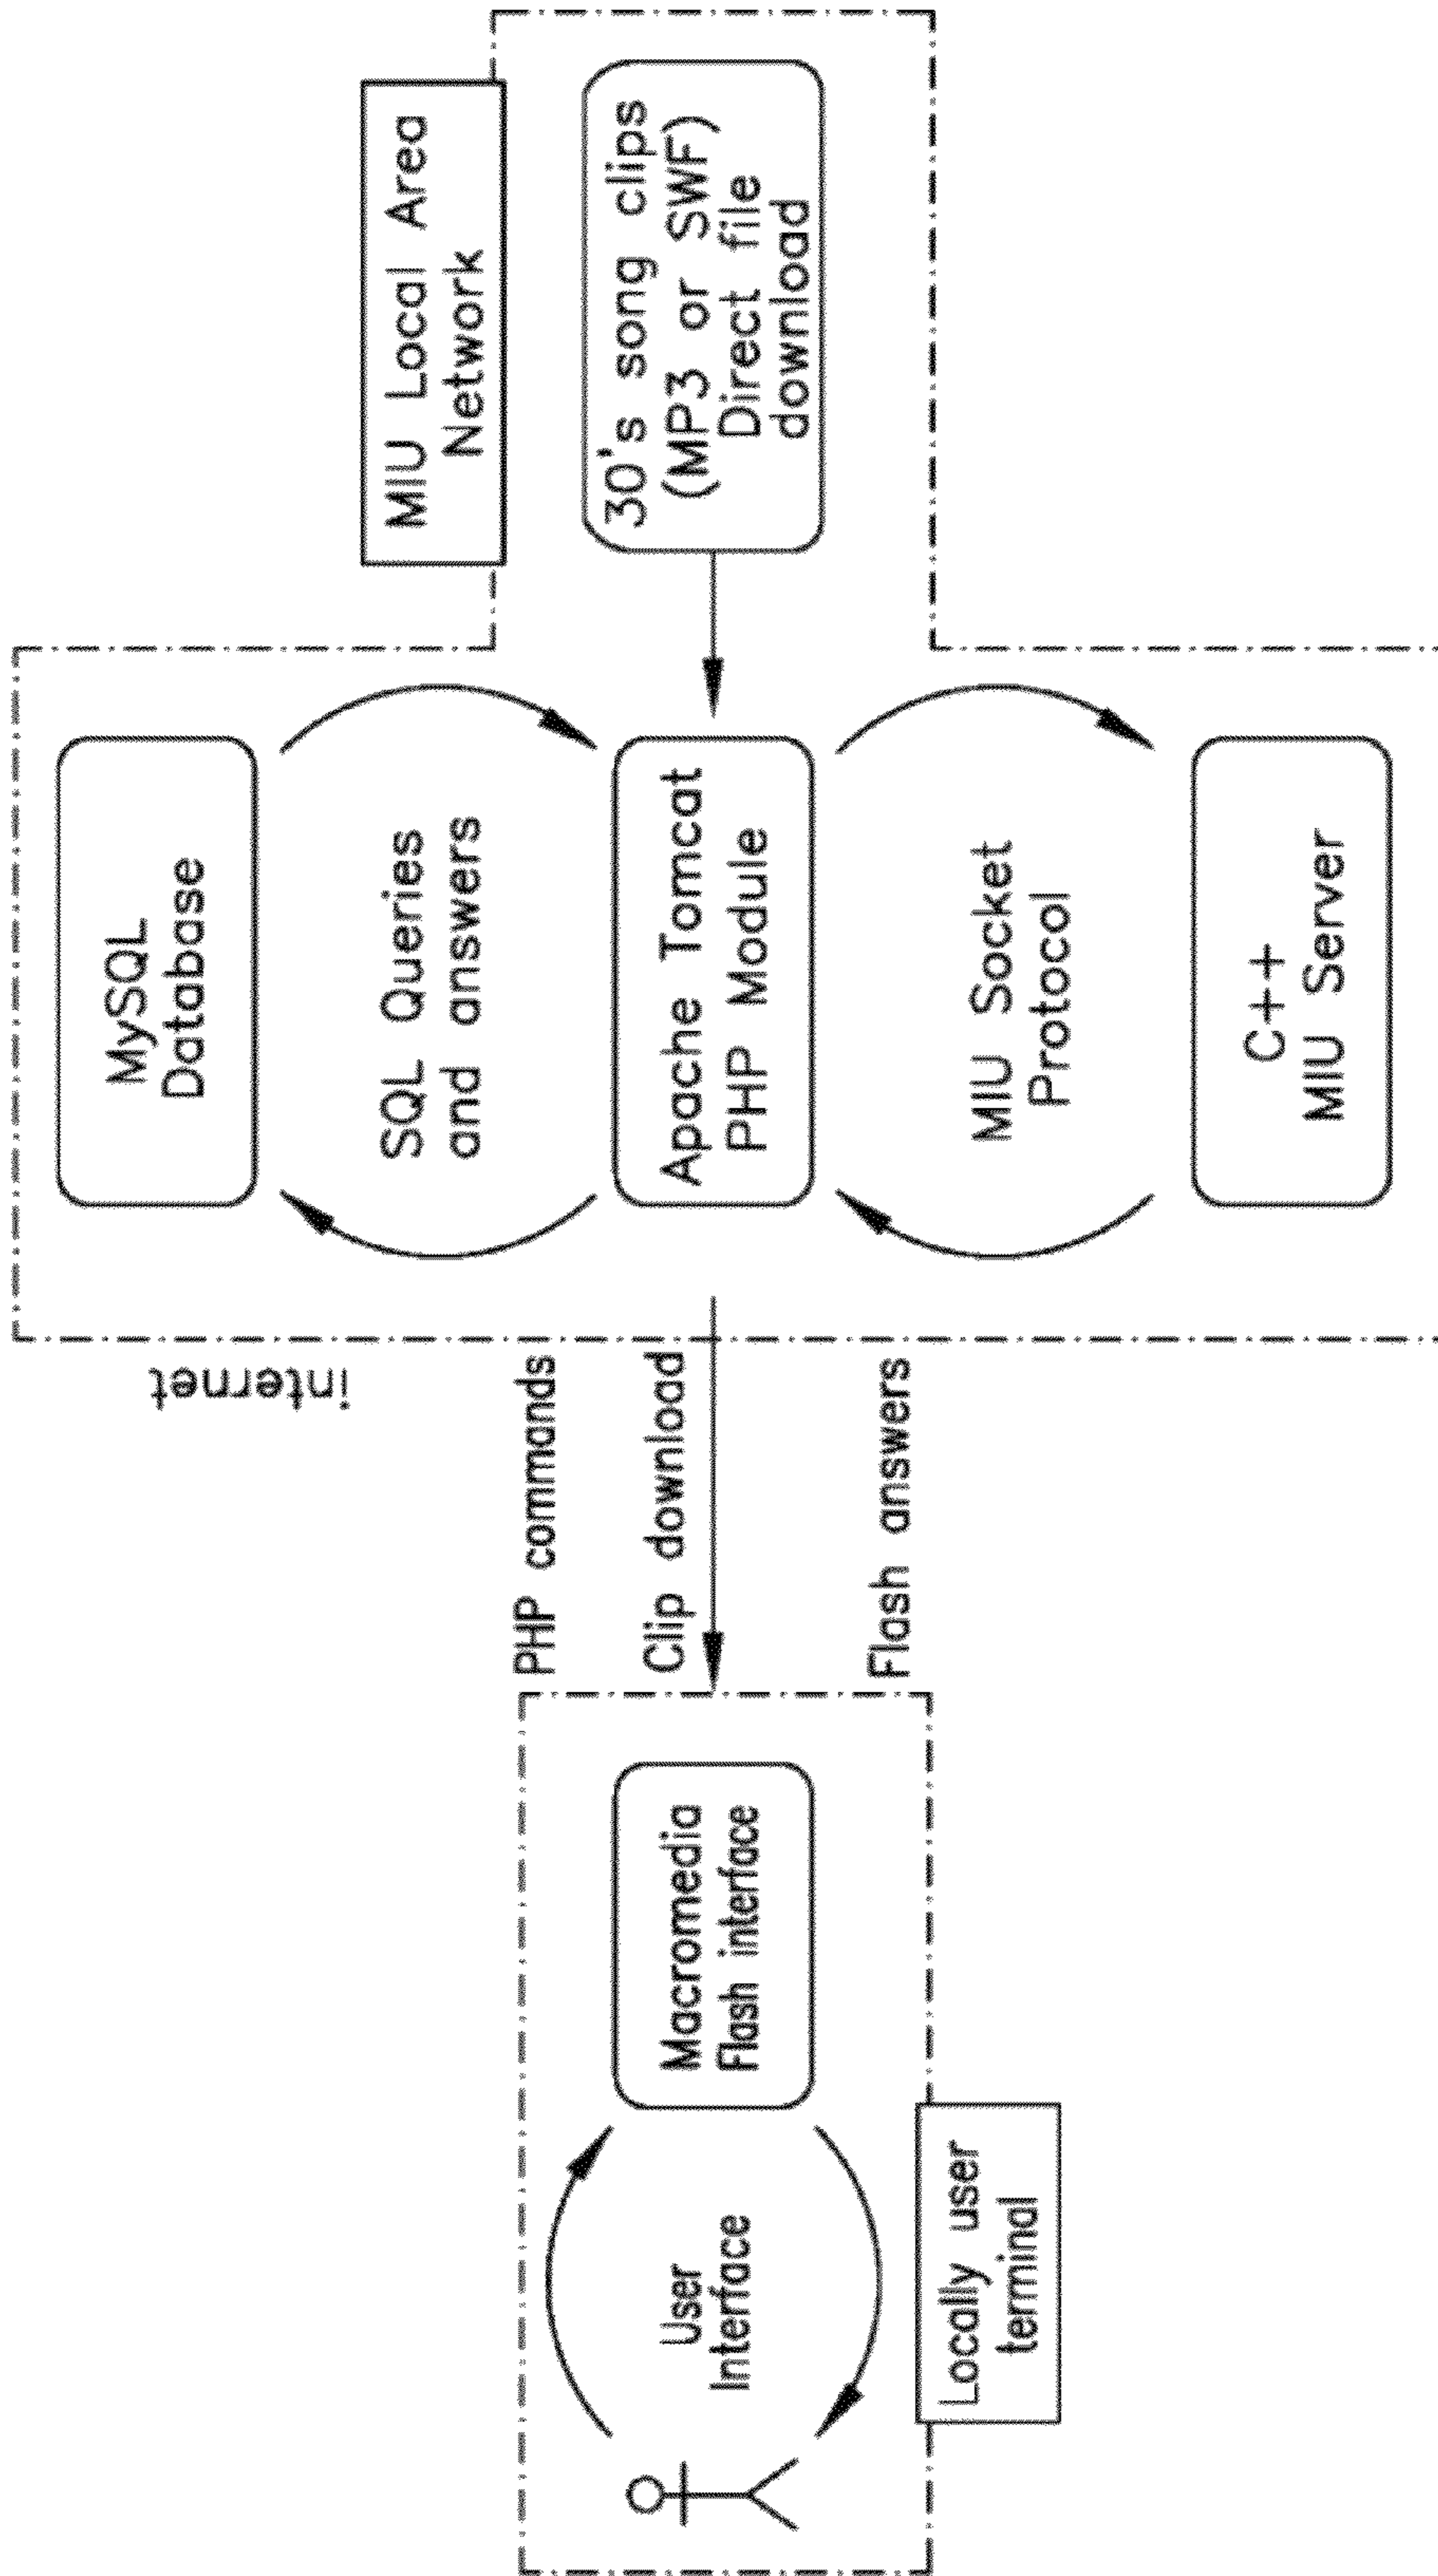 MIU Local Area
Network
MySQL
Database
SQL Queries
and answers
30's song clips
(MP3 or SWF)
Direct file
download
Apache Tomcat
PHP Module
MIU Socket
Protocol
C++
MIU Server
internet
PHP commands
Clip download
Flash answers
Macromedia
Flash interface
User
Interface
Locally user
terminal